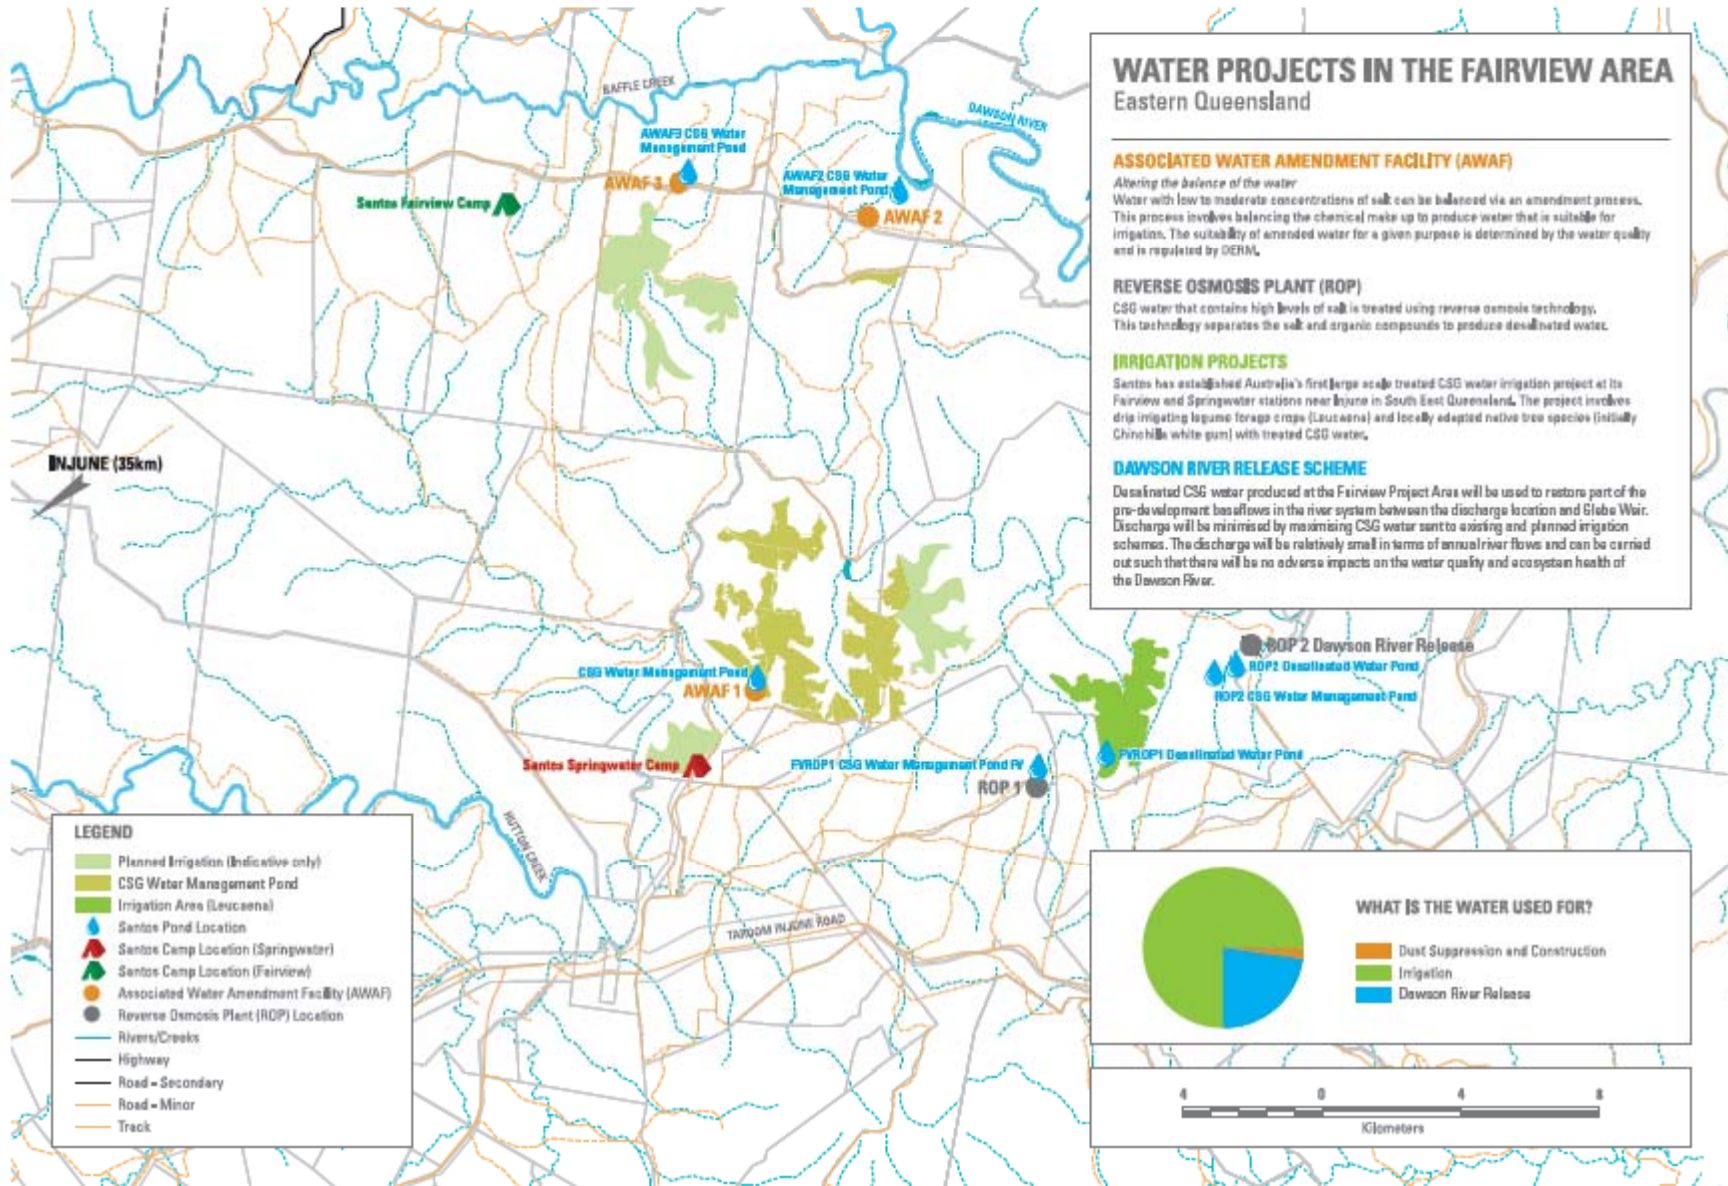 WATER PROJECTS IN THE FAIRVIEW AREA
Eastern Queensland
ASSOCIATED WATER AMENDMENT FACILITY (AWAF)
Altering the balance of the water
Water with low to moderate concentrations of salt can be balanced via an amendment process.
This process involves balancing the chemical make up to produce water that is suitable for
irrigation. The suitability of amended water for a given purpose is determined by the water quality
and is regulated by DERM.
REVERSE OSMOSIS PLANT (ROP)
CSG water that contains high levels of salt is treated using reverse osmosis technology.
This technology separates the salt and organic compounds to produce desalinated water.
IRRIGATION PROJECTS
Santos has established Australia's first large scale treated CSG water irrigation project at its
Fairview and Springwater stations near Injune in South East Queensland. The project involves
drip irrigating legume forage crops (Leucaena) and locally adapted native tree species (initially
Chinchilla white gum) with treated CSG water.
DAWSON RIVER RELEASE SCHEME
Desalinated CSG water produced at the Fairview Project Area will be used to restore part of the
pre-development baseflows in the river system between the discharge location and Glebe Weir.
Discharge will be minimised by maximising CSG water sent to existing and planned irrigation
schemes. The discharge will be relatively small in terms of annual river flows and can be carried
out such that there will be no adverse impacts on the water quality and ecosystem health of
the Dawson River.
BAFFLE CREEK
DAWSON RIVER
AWAF3 CSG Water
Management Pond
AWAF 3
AWAF2 CSG Water
Management Pond
AWAF 2
Santos Fairview Camp
INJUNE (35km)
CSG Water Management Pond
AWAF 1
Santos Springwater Camp
FVROP1 CSG Water Management Pond FV
ROP 1
FVROP1 Desalinated Water Pond
ROP 2 Dawson River Release
ROP2 Desalinated Water Pond
ROP2 CSG Water Management Pond
HUTTON CREEK
TAROOM INJUNE ROAD
LEGEND
Planned Irrigation (Indicative only)
CSG Water Management Pond
Irrigation Area (Leucaena)
Santos Pond Location
Santos Camp Location (Springwater)
Santos Camp Location (Fairview)
Associated Water Amendment Facility (AWAF)
Reverse Osmosis Plant (ROP) Location
Rivers/Creeks
Highway
Road - Secondary
Road - Minor
Track
WHAT IS THE WATER USED FOR?
Dust Suppression and Construction
Irrigation
Dawson River Release
4 0 4 8
Kilometers